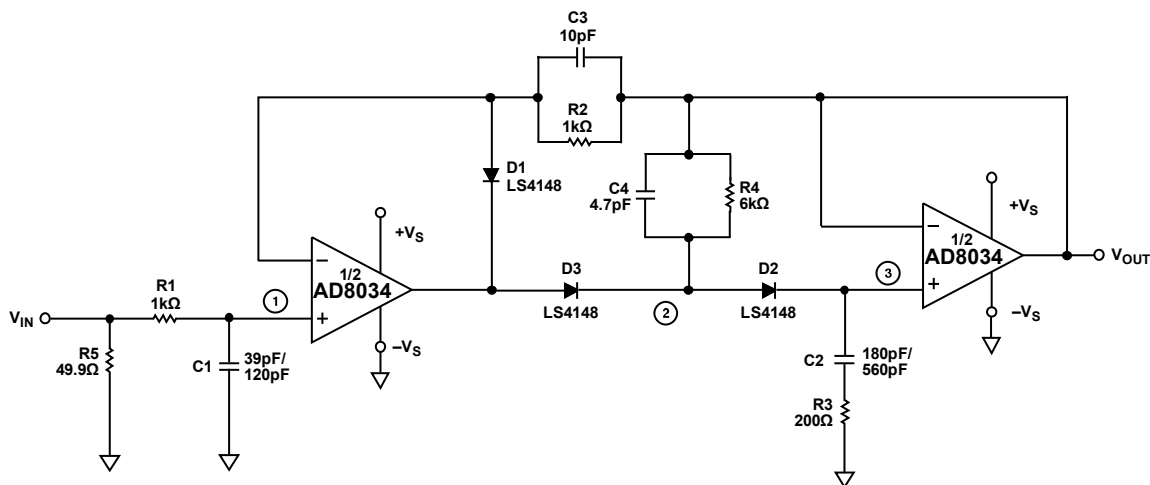 C3
10pF
R2
1kΩ
D1
LS4148
C4
4.7pF
R4
6kΩ
+VS
+VS
–
1/2
AD8034
+
–
1/2
AD8034
+
VOUT
R1
1kΩ
1
D3
LS4148
2
D2
LS4148
3
VIN
–VS
–VS
R5
49.9Ω
C1
39pF/
120pF
C2
180pF/
560pF
R3
200Ω